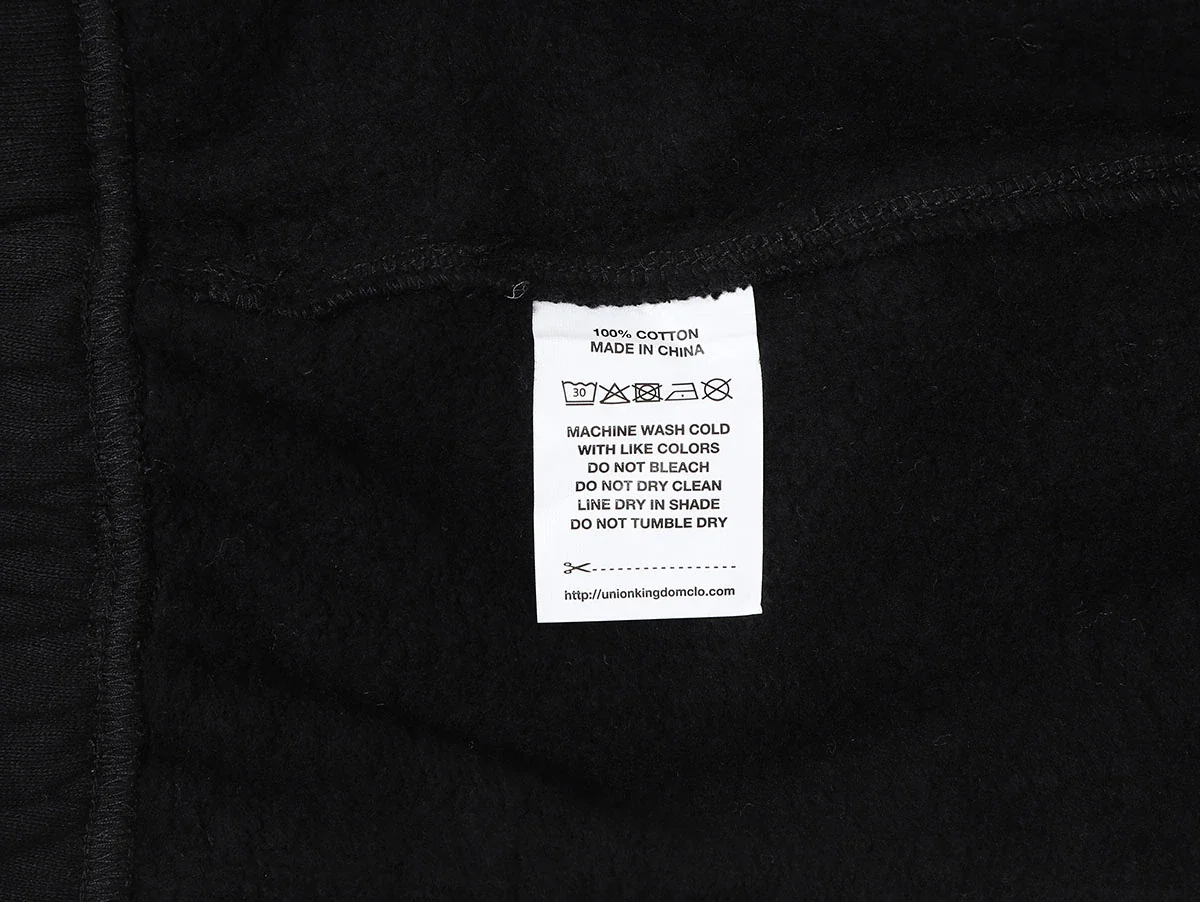 100% COTTON
MADE IN CHINA
30
MACHINE WASH COLD
WITH LIKE COLORS
DO NOT BLEACH
DO NOT DRY CLEAN
LINE DRY IN SHADE
DO NOT TUMBLE DRY
http://unionkingdomclo.com